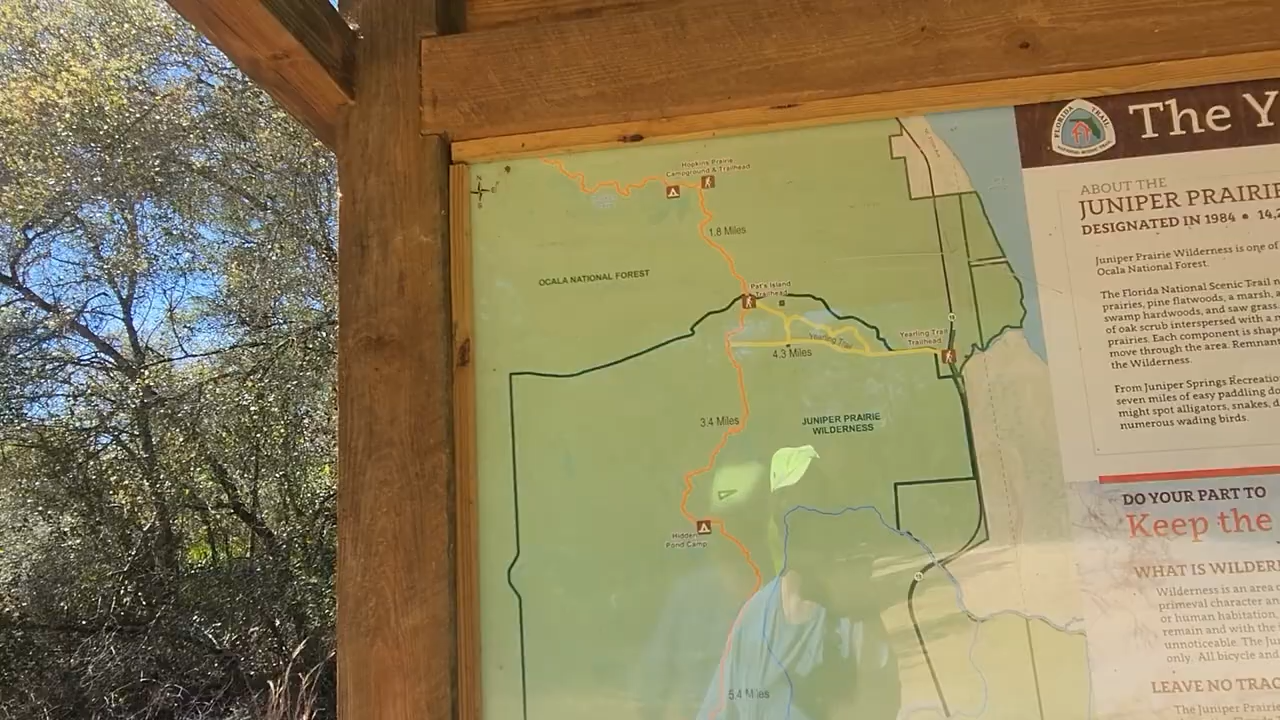 N
E
S
Hopkins Prairie
Campground & Trailhead
1.8 Miles
OCALA NATIONAL FOREST
Pat's Island
Trailhead
Yearling Trail
Yearling Trail
Trailhead
4.3 Miles
3.4 Miles
JUNIPER PRAIRIE
WILDERNESS
Hidden
Pond Camp
5.4 Miles
FLORIDA TRAIL
The Y
ABOUT THE
JUNIPER PRAIRIE
DESIGNATED IN 1984 • 14,
Juniper Prairie Wilderness is one of
Ocala National Forest.
The Florida National Scenic Trail
prairies, pine flatwoods, a marsh, a
swamp hardwoods, and saw grass.
of oak scrub interspersed with a
prairies. Each component is
move through the area. Remnant
the Wilderness.
From Juniper Springs
seven miles of easy paddling
might spot alligators, snakes, d
numerous wading birds.
DO YOUR PART TO
Keep the
WHAT IS
Wilderness is an area
primeval character an
or human habitation,
remain and with the
unnoticeable. The
only. All bicycle and
LEAVE NO
The Juniper Prairie